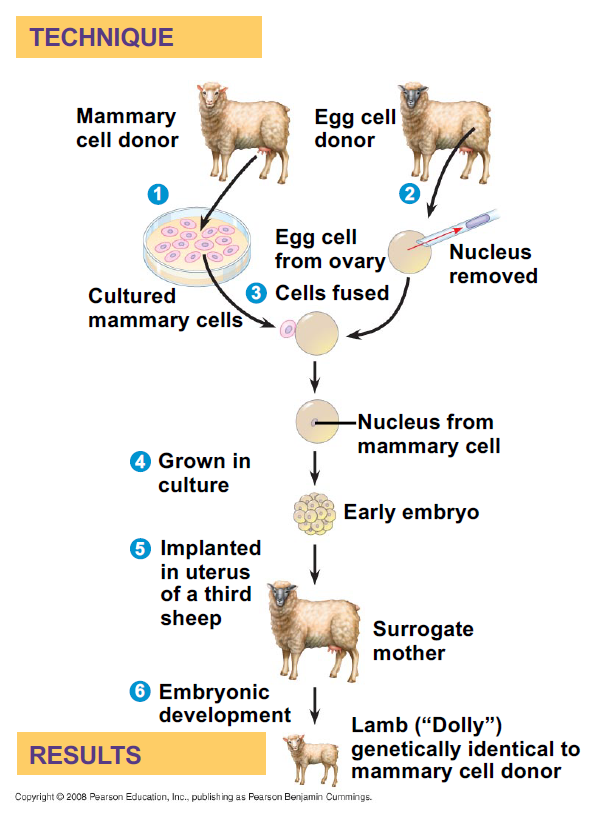 TECHNIQUE
Mammary
cell donor
Egg cell
donor
1
2
Egg cell
from ovary
Nucleus
removed
Cultured
mammary cells
3 Cells fused
Nucleus from
mammary cell
4 Grown in
culture
Early embryo
5 Implanted
in uterus
of a third
sheep
Surrogate
mother
6 Embryonic
development
Lamb (“Dolly”)
genetically identical to
mammary cell donor
RESULTS
Copyright © 2008 Pearson Education, Inc., publishing as Pearson Benjamin Cummings.